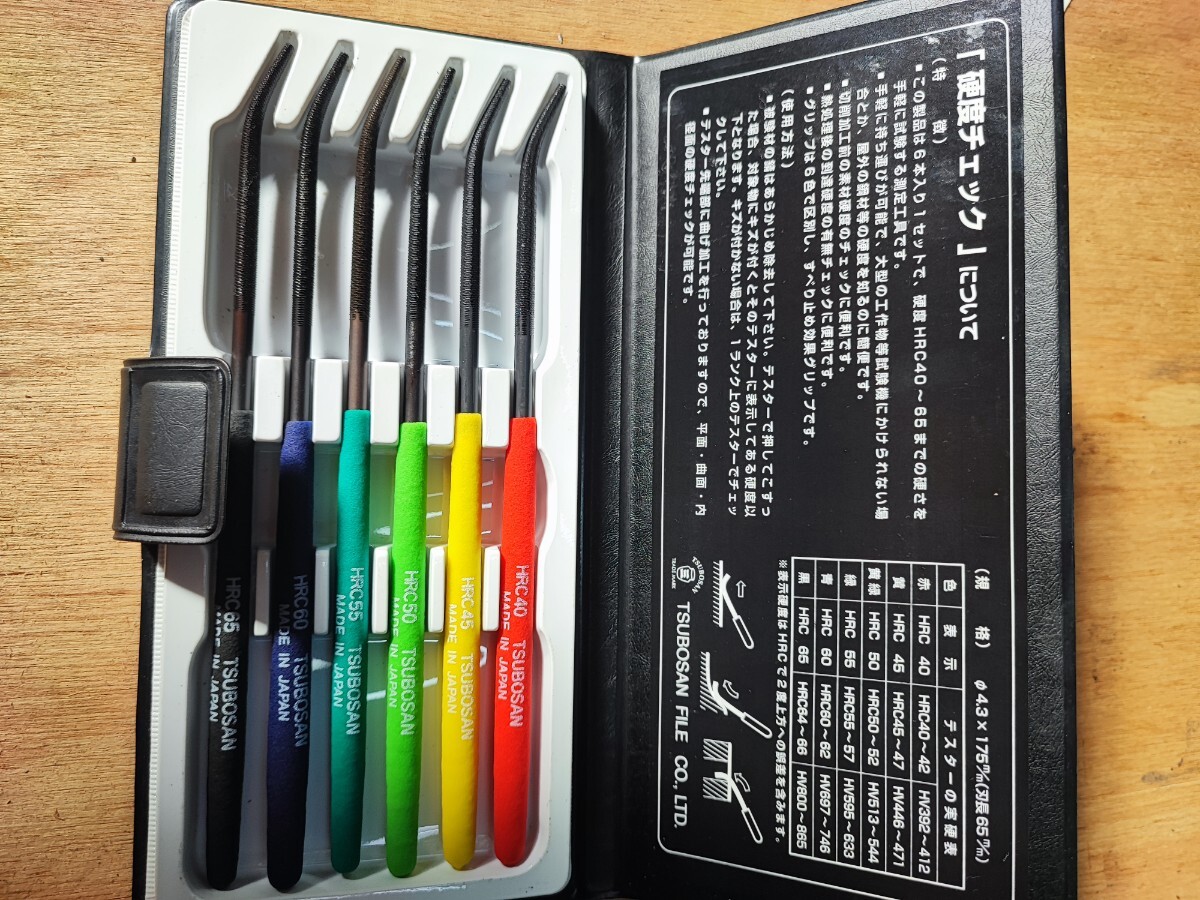 「硬度チェック」について
（特　徴）
・この製品は6本入り1セットで、硬度HRC40～65までの硬さを
手軽に試験する測定工具です。
・手軽に持ち運びが可能で、大型の工作物等試験機にかけられない場
合とか、屋外の鋼材等の硬度を知るのに簡便です。
・切削加工前の素材硬度のチェックに便利です。
・熱処理後の到達硬度の有無チェックに便利です。
・グリップは6色で区別し、すべり止め効果グリップです。
（使用方法）
・被検材の錆はあらかじめ除去して下さい。テスターで押してこすっ
た場合、対象物にキズが付くとそのテスターに表示してある硬度以
下となります。キズが付かない場合は、1ランク上のテスターでチェッ
クして下さい。
・テスター先端部に曲げ加工を行っておりますので、平面・曲面・内
径面の硬度チェックが可能です。
（規　格）　φ4.3×175m/m(刃長65m/m)
色 表示 テスターの実硬表
赤 HRC 40 HRC40～42 HV392～412
黄 HRC 45 HRC45～47 HV446～471
黄緑 HRC 50 HRC50～52 HV513～544
緑 HRC 55 HRC55～57 HV595～633
青 HRC 60 HRC60～62 HV697～746
黒 HRC 65 HRC64～66 HV800～865
※表示硬度はHRCで2度上方への誤差を含みます。
TSUBOSAN
TRADE MARK
TSUBOSAN FILE CO., LTD.
HRC40 TSUBOSAN
MADE IN JAPAN
HRC45 TSUBOSAN
MADE IN JAPAN
HRC50 TSUBOSAN
MADE IN JAPAN
HRC55 TSUBOSAN
MADE IN JAPAN
HRC60 TSUBOSAN
MADE IN JAPAN
HRC65 TSUBOSAN
MADE IN JAPAN